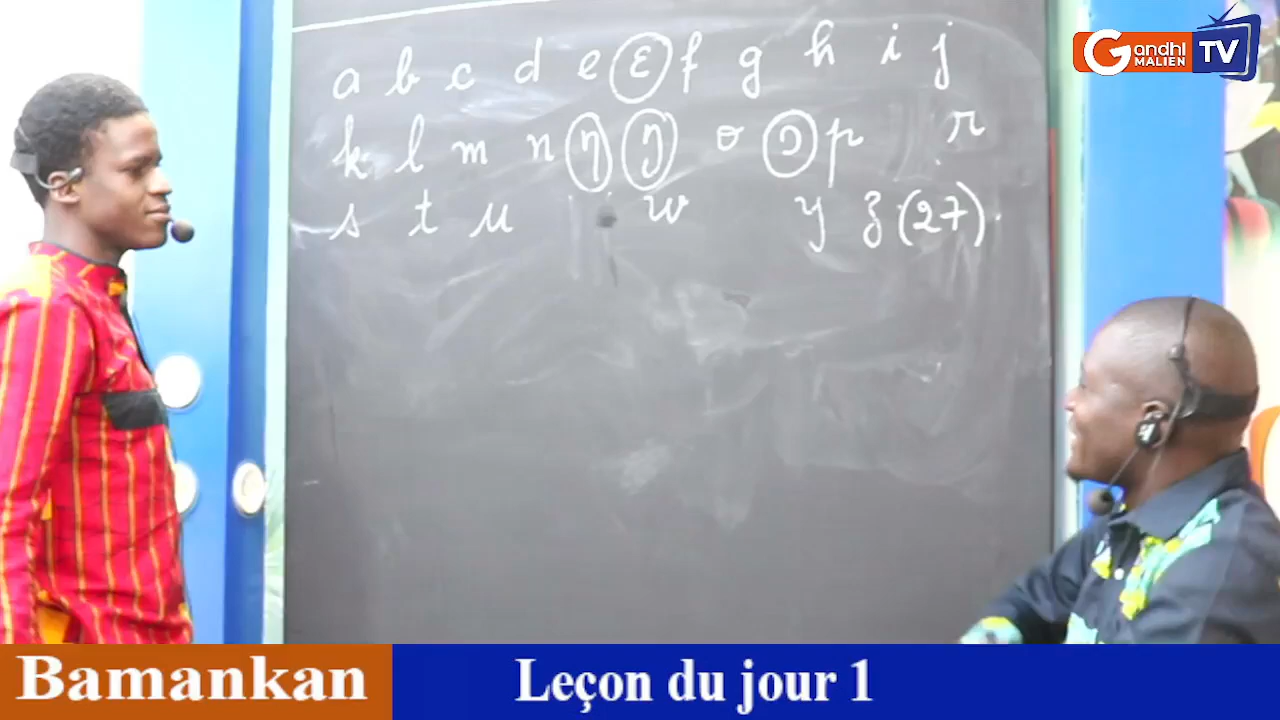 a b c d e ɛ f g h i j
k l m n ɲ ŋ o ɔ p r
s t u w y z (27)
Gandhi TV
MALIEN
Bamankan Leçon du jour 1